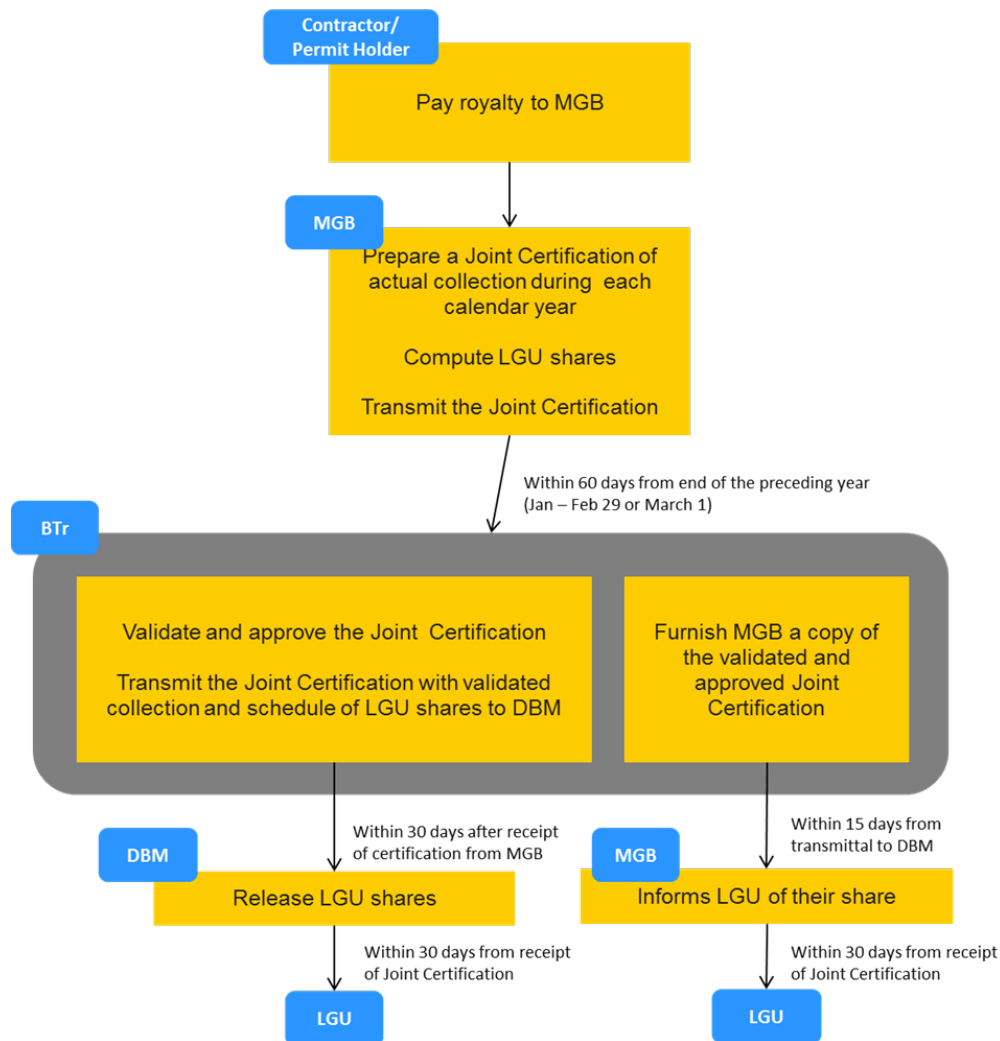 Contractor/
Permit Holder
Pay royalty to MGB
MGB
Prepare a Joint Certification of
actual collection during each
calendar year
Compute LGU shares
Transmit the Joint Certification
Within 60 days from end of the preceding year
(Jan – Feb 29 or March 1)
BTr
Validate and approve the Joint Certification
Transmit the Joint Certification with validated
collection and schedule of LGU shares to DBM
Furnish MGB a copy of
the validated and
approved Joint
Certification
Within 30 days after receipt
of certification from MGB
DBM
Release LGU shares
Within 15 days from
transmittal to DBM
MGB
Informs LGU of their share
Within 30 days from receipt
of Joint Certification
LGU
Within 30 days from receipt
of Joint Certification
LGU